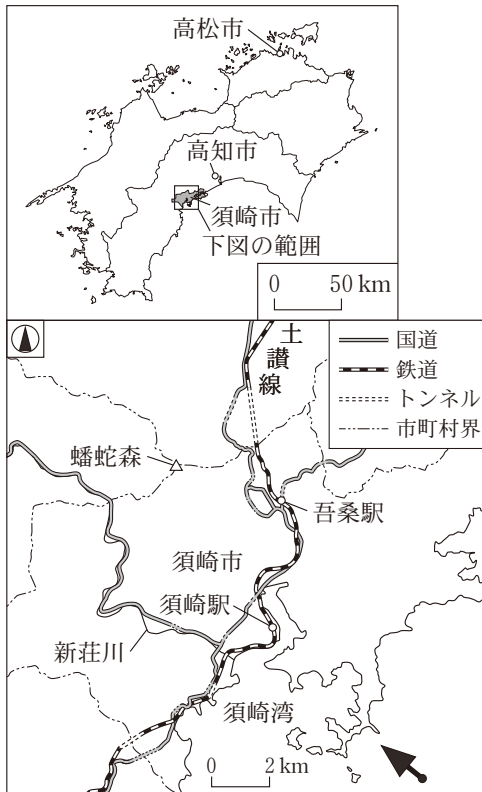 高松市
高知市
須崎市
下図の範囲
0 50 km
土讃線
国道
鉄道
トンネル
市町村界
蟠蛇森
吾桑駅
須崎市
須崎駅
新荘川
須崎湾
0 2 km